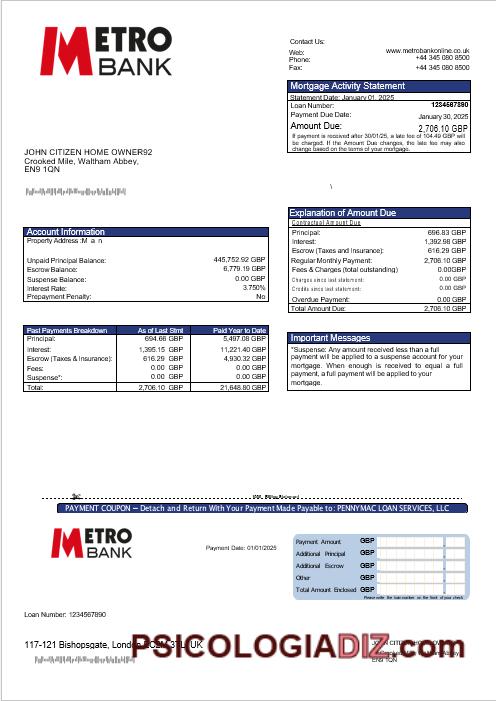 METRO
BANK
Contact Us:
Web: www.metrobankonline.co.uk
Phone: +44 345 080 8500
Fax: +44 345 080 8500
Mortgage Activity Statement
Statement Date: January 01, 2025
Loan Number: 1234567890
Payment Due Date: January 30, 2025
Amount Due: 2,706.10 GBP
If payment is received after 30/01/25, a late fee of 104.49 GBP will
be charged. If the Amount Due changes, the late fee may also
change based on the terms of your mortgage.
JOHN CITIZEN HOME OWNER92
Crooked Mile, Waltham Abbey,
EN9 1QN
\
Account Information
Property Address :M a n
Unpaid Principal Balance: 445,752.92 GBP
Escrow Balance: 6,779.19 GBP
Suspense Balance: 0.00 GBP
Interest Rate: 3.750%
Prepayment Penalty: No
Explanation of Amount Due
Contractual Amount Due
Principal: 696.83 GBP
Interest: 1,392.98 GBP
Escrow (Taxes and Insurance): 616.29 GBP
Regular Monthly Payment: 2,706.10 GBP
Fees & Charges (total outstanding) 0.00GBP
Charges since last statement: 0.00 GBP
Credits since last statement: 0.00 GBP
Overdue Payment: 0.00 GBP
Total Amount Due: 2,706.10 GBP
Past Payments Breakdown As of Last Stmt Paid Year to Date
Principal: 694.66 GBP 5,497.08 GBP
Interest: 1,395.15 GBP 11,221.40 GBP
Escrow (Taxes & Insurance): 616.29 GBP 4,930.32 GBP
Fees: 0.00 GBP 0.00 GBP
Suspense*: 0.00 GBP 0.00 GBP
Total: 2,706.10 GBP 21,648.80 GBP
Important Messages
*Suspense: Any amount received less than a full
payment will be applied to a suspense account for your
mortgage. When enough is received to equal a full
payment, a full payment will be applied to your
mortgage.
PAYMENT COUPON – Detach and Return With Your Payment Made Payable to: PENNYMAC LOAN SERVICES, LLC
METRO
BANK
Payment Date: 01/01/2025
Payment Amount GBP
Additional Principal GBP
Additional Escrow GBP
Other GBP
Total Amount Enclosed GBP
Please write the loan number on the front of your check
Loan Number: 1234567890
117-121 Bishopsgate, London EC2M 3TL, UK
PSICOLOGIADIZ.com
EN9 1QN